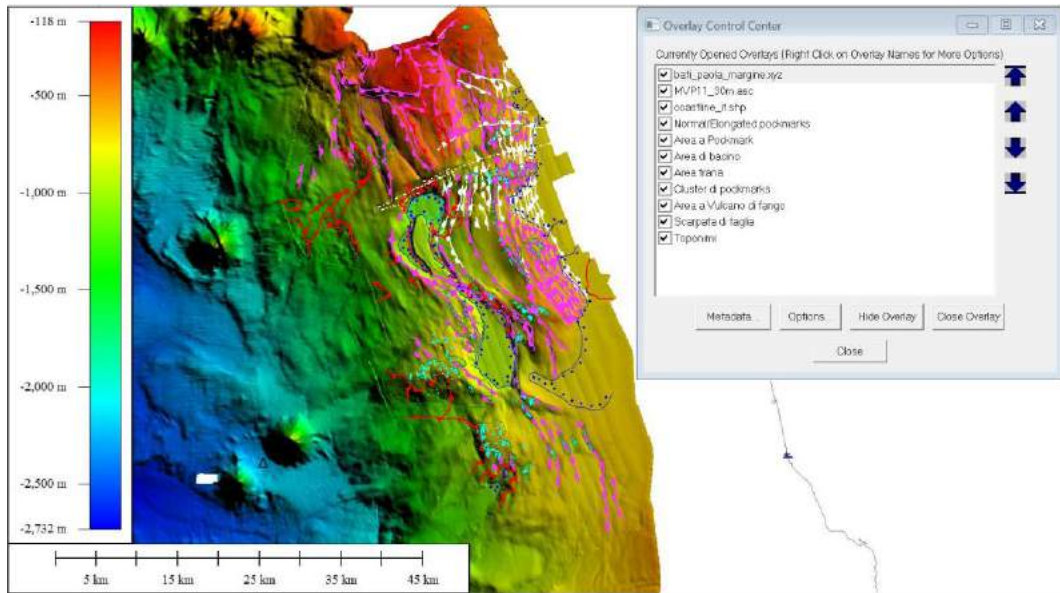 -118 m
-500 m
-1,000 m
-1,500 m
-2,000 m
-2,500 m
-2,732 m
5 km 15 km 25 km 35 km 45 km
Overlay Control Center
Currently Opened Overlays (Right Click on Overlay Names for More Options)
bati_paola_margine.xyz
MVP11_30m.asc
coastline_it.shp
Normal/Elongated pockmarks
Area a Pockmark
Area di bacino
Area frana
Cluster di pockmarks
Area a Vulcano di fango
Scarpata di faglia
Toponimi
Metadata... Options... Hide Overlay Close Overlay
Close